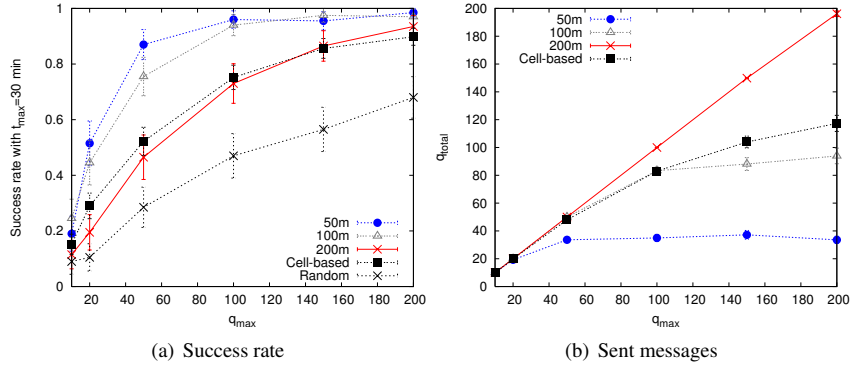 1
0.8
0.6
0.4
0.2
0
20 40 60 80 100 120 140 160 180 200
Success rate with t_max=30 min
q_max
50m
100m
200m
Cell-based
Random
(a) Success rate
200
180
160
140
120
100
80
60
40
20
0
20 40 60 80 100 120 140 160 180 200
q_total
q_max
50m
100m
200m
Cell-based
(b) Sent messages